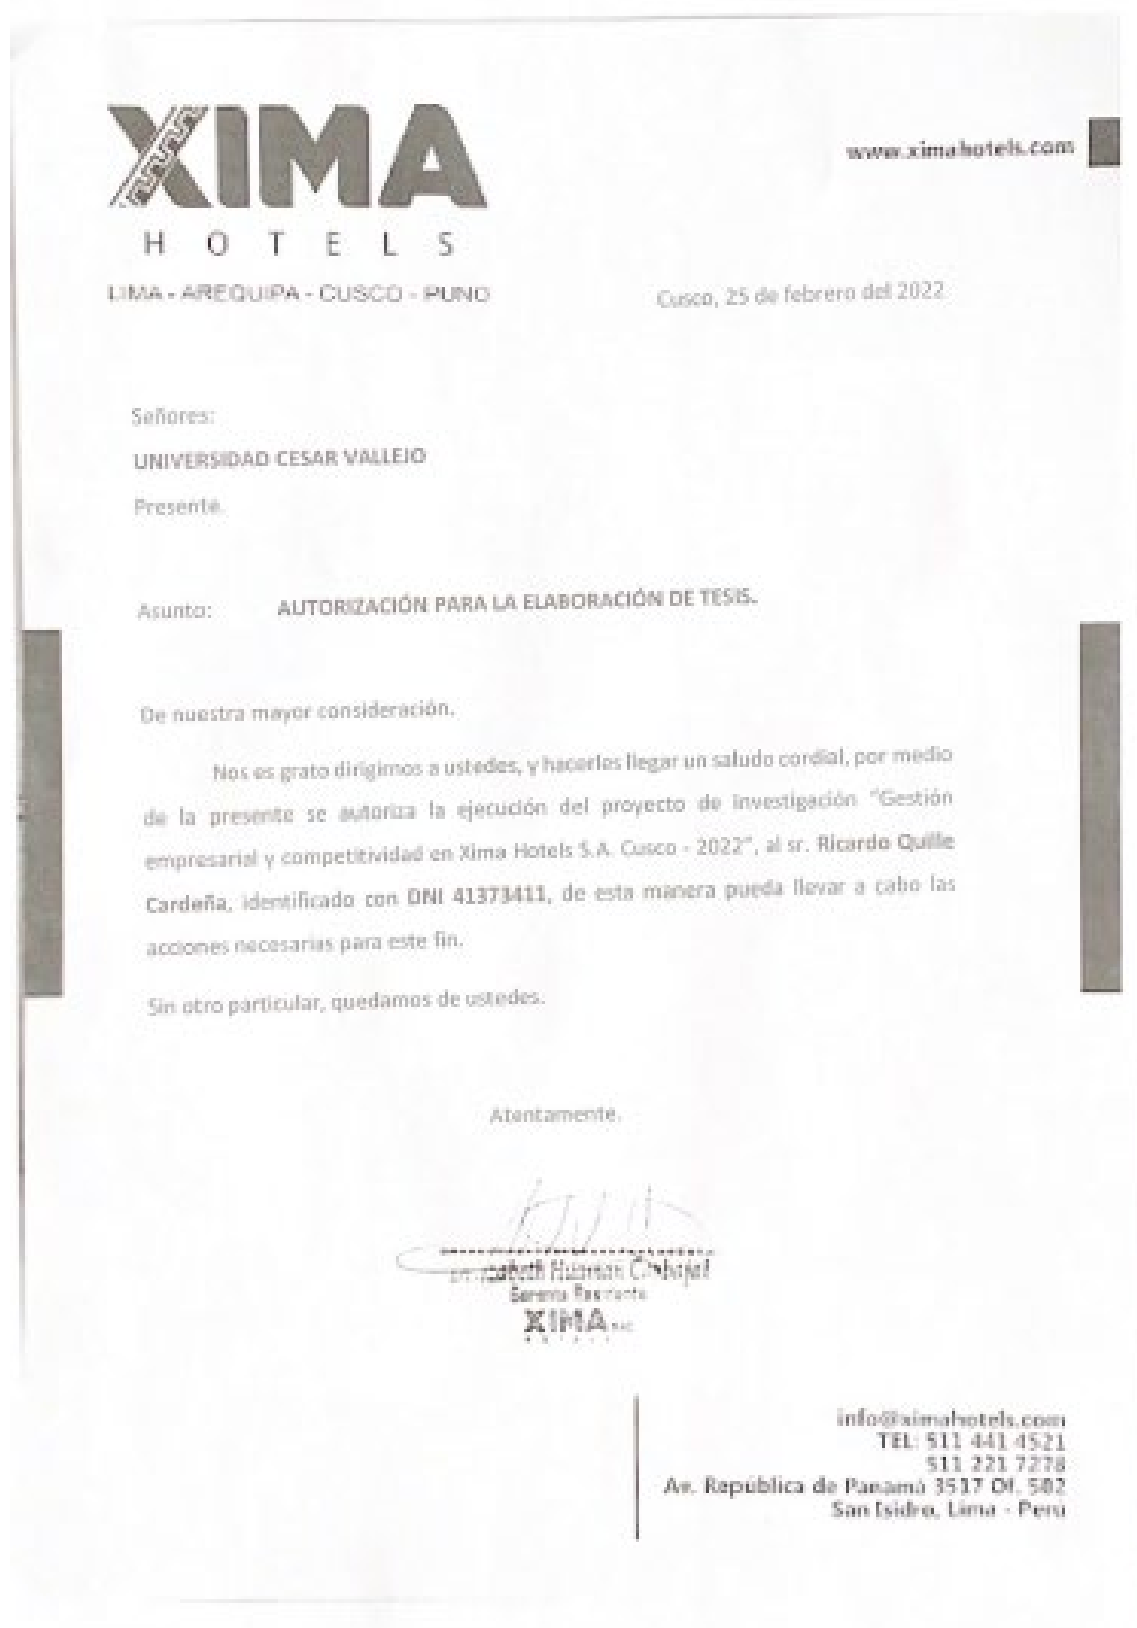 XIMA
HOTELS
LIMA - AREQUIPA - CUSCO - PUNO
www.ximahotels.com
Cusco, 25 de febrero del 2022
Señores:
UNIVERSIDAD CESAR VALLEJO
Presente.
Asunto: AUTORIZACIÓN PARA LA ELABORACIÓN DE TESIS.
De nuestra mayor consideración.
Nos es grato dirigirnos a ustedes, y hacerles llegar un saludo cordial, por medio
de la presente se autoriza la ejecución del proyecto de investigación "Gestión
empresarial y competitividad en Xima Hotels S.A. Cusco - 2022", al sr. Ricardo Quille
Cardeña, identificado con DNI 41373411, de esta manera pueda llevar a cabo las
acciones necesarias para este fin.
Sin otro particular, quedamos de ustedes.
Atentamente.
Huaman
XIMA
info@ximahotels.com
TEL: 511 441 4521
511 221 7278
Av. República de Panamá 3517 Of. 502
San Isidro, Lima - Perú